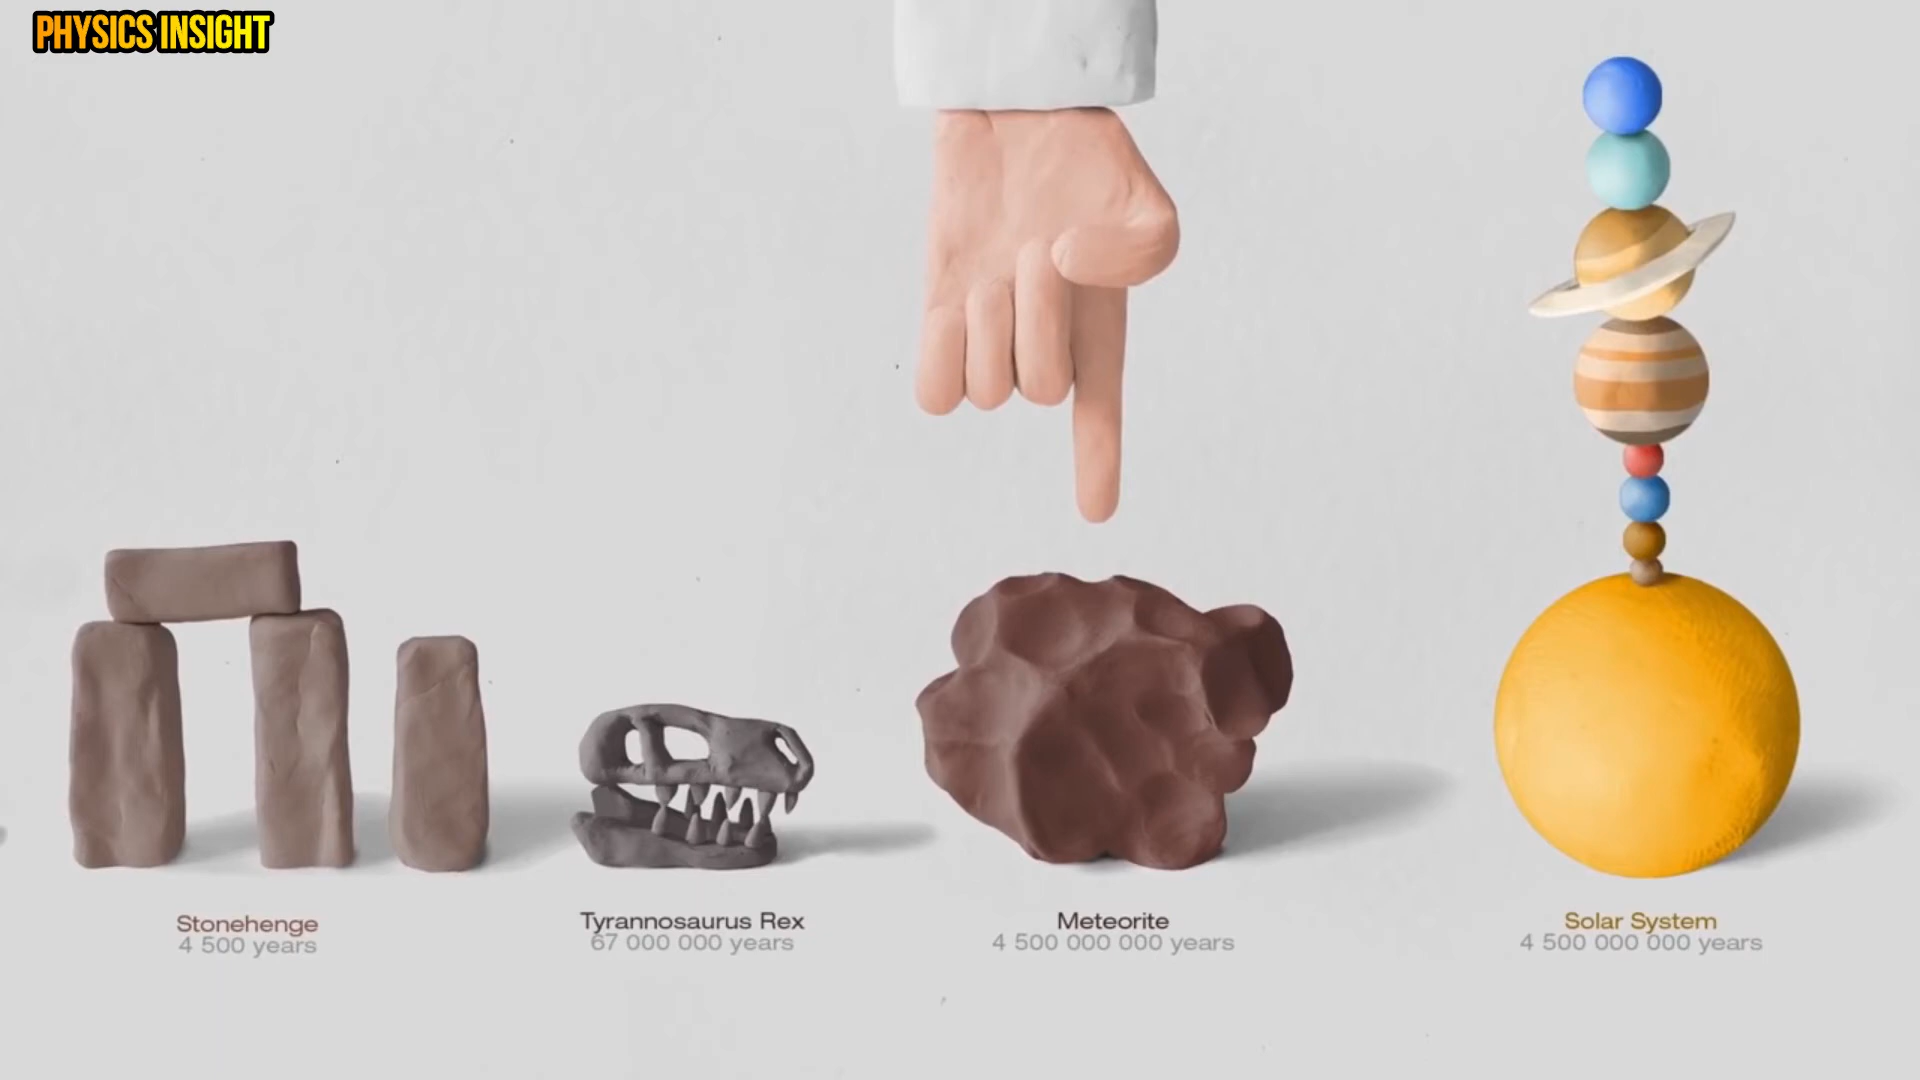 PHYSICS INSIGHT
Stonehenge
4 500 years
Tyrannosaurus Rex
67 000 000 years
Meteorite
4 500 000 000 years
Solar System
4 500 000 000 years